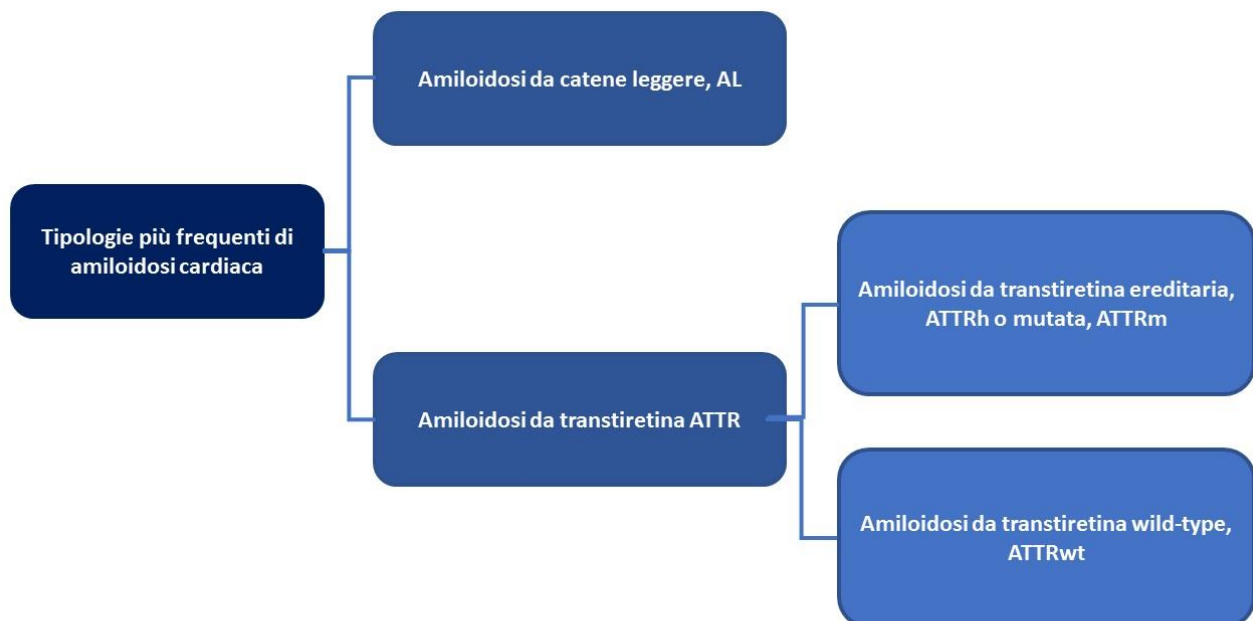 Amiloidosi da catene leggere, AL
Tipologie più frequenti di
amiloidosi cardiaca
Amiloidosi da transtiretina ereditaria,
ATTRh o mutata, ATTRm
Amiloidosi da transtiretina ATTR
Amiloidosi da transtiretina wild-type,
ATTRwt